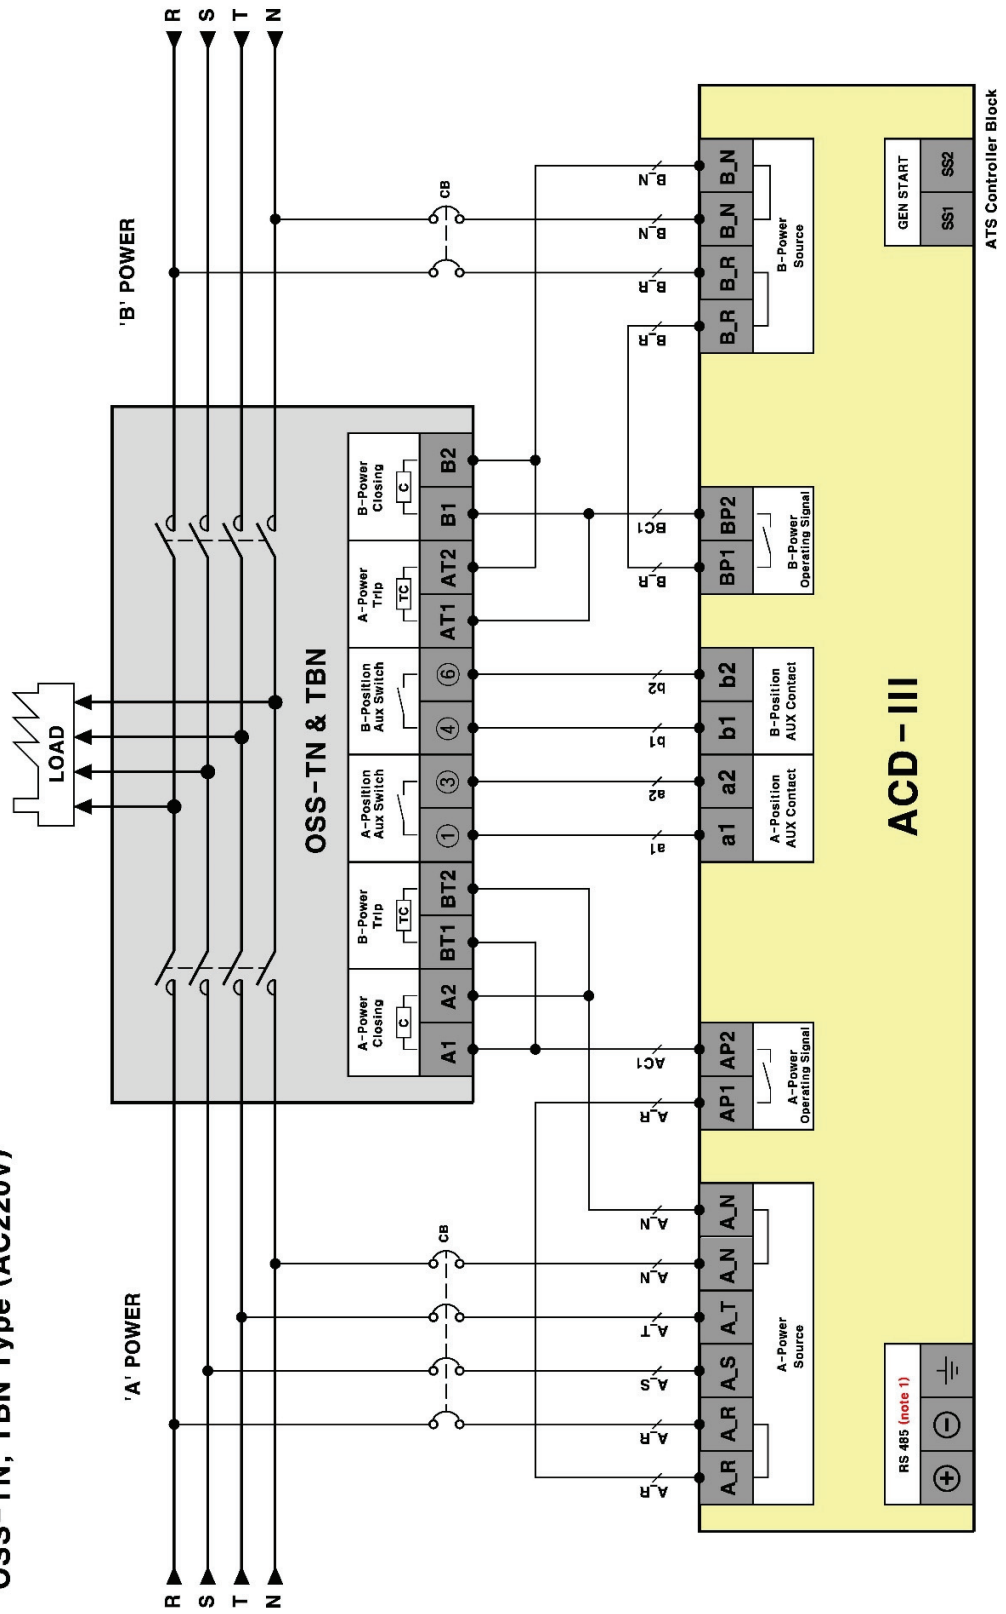 OSS-TN, TBN Type (AC220V)
'A' POWER
'B' POWER
R
S
T
N
R
S
T
N
LOAD
OSS-TN & TBN
A-Power
Closing
B-Power
Trip
A-Position
Aux Switch
B-Position
Aux Switch
A-Power
Trip
B-Power
Closing
C
TC
TC
C
A1
A2
BT1
BT2
①
③
④
⑥
AT1
AT2
B1
B2
CB
CB
A_R
A_R
A_S
A_T
A_N
A_N
A_R
AC1
a1
a2
b1
b2
B_R
BC1
B_R
B_R
B_N
B_N
A_R
A_R
A_S
A_T
A_N
A_N
AP1
AP2
a1
a2
b1
b2
BP1
BP2
B_R
B_R
B_N
B_N
A-Power
Source
A-Power
Operating Signal
A-Position
AUX Contact
B-Position
AUX Contact
B-Power
Operating Signal
B-Power
Source
ACD-III
RS 485 (note 1)
+
−
GEN START
SS1
SS2
ATS Controller Block